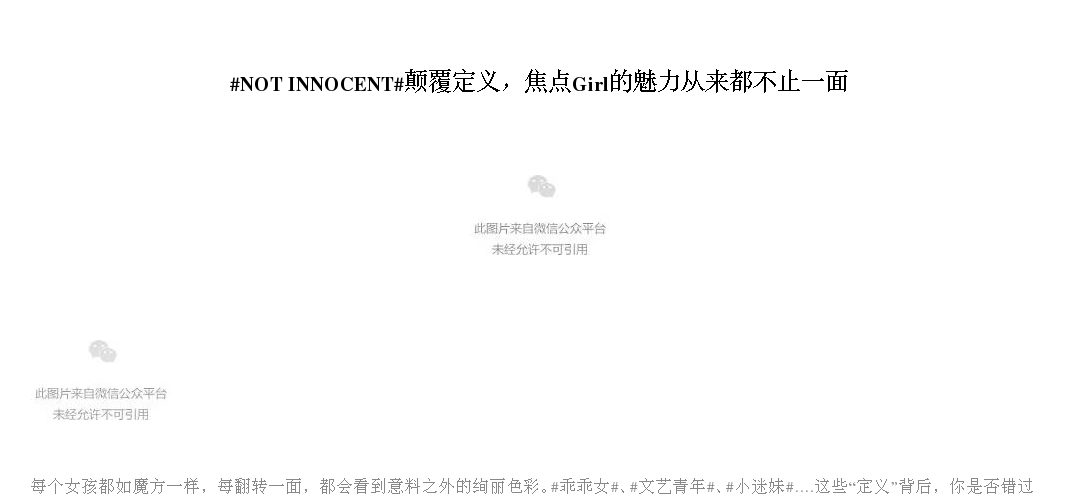 #NOT INNOCENT#颠覆定义，焦点Girl的魅力从来都不止一面
此图片来自微信公众平台
未经允许不可引用
此图片来自微信公众平台
未经允许不可引用
每个女孩都如魔方一样，每翻转一面，都会看到意料之外的绚丽色彩。#乖乖女#、#文艺青年#、#小迷妹#....这些“定义”背后，你是否错过